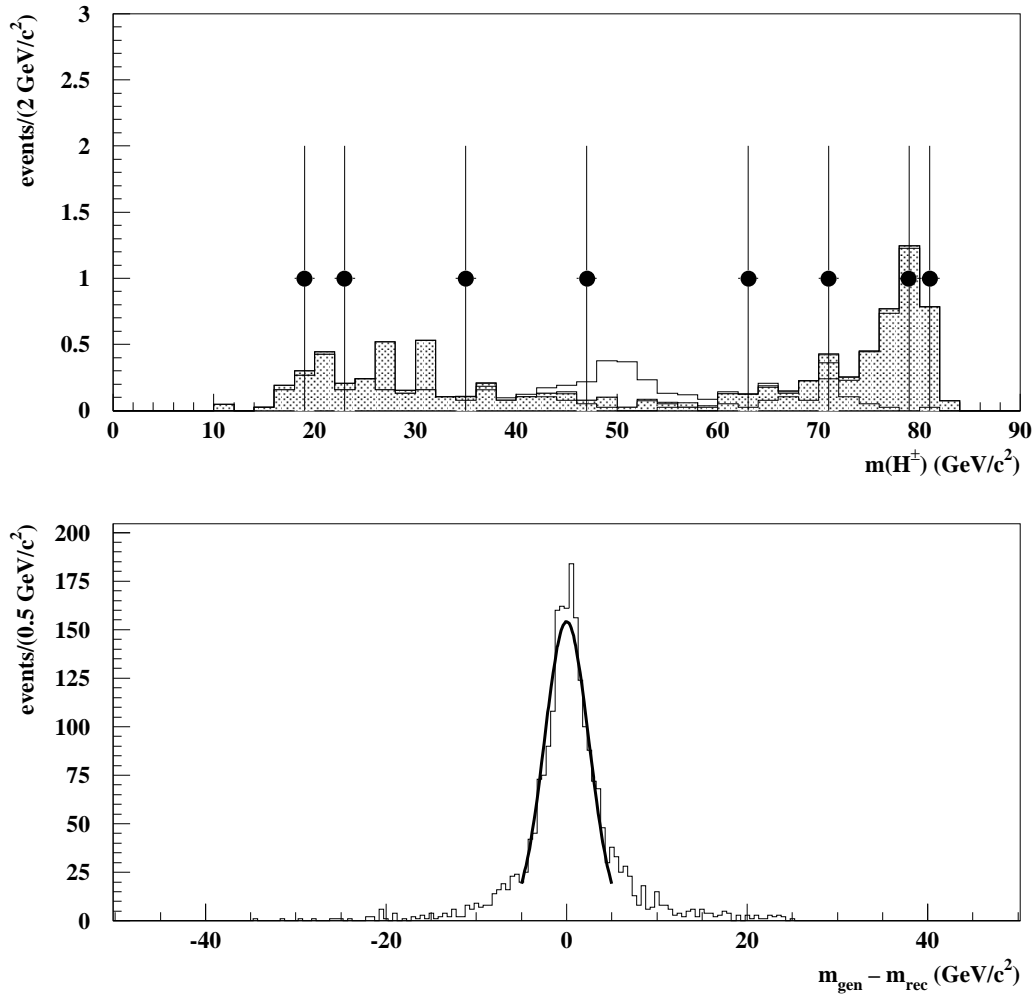 events/(2 GeV/c²)
3
2.5
2
1.5
1
0.5
0
0 10 20 30 40 50 60 70 80 90
m(H±) (GeV/c²)
events/(0.5 GeV/c²)
200
175
150
125
100
75
50
25
0
-40 -20 0 20 40
m_gen – m_rec (GeV/c²)